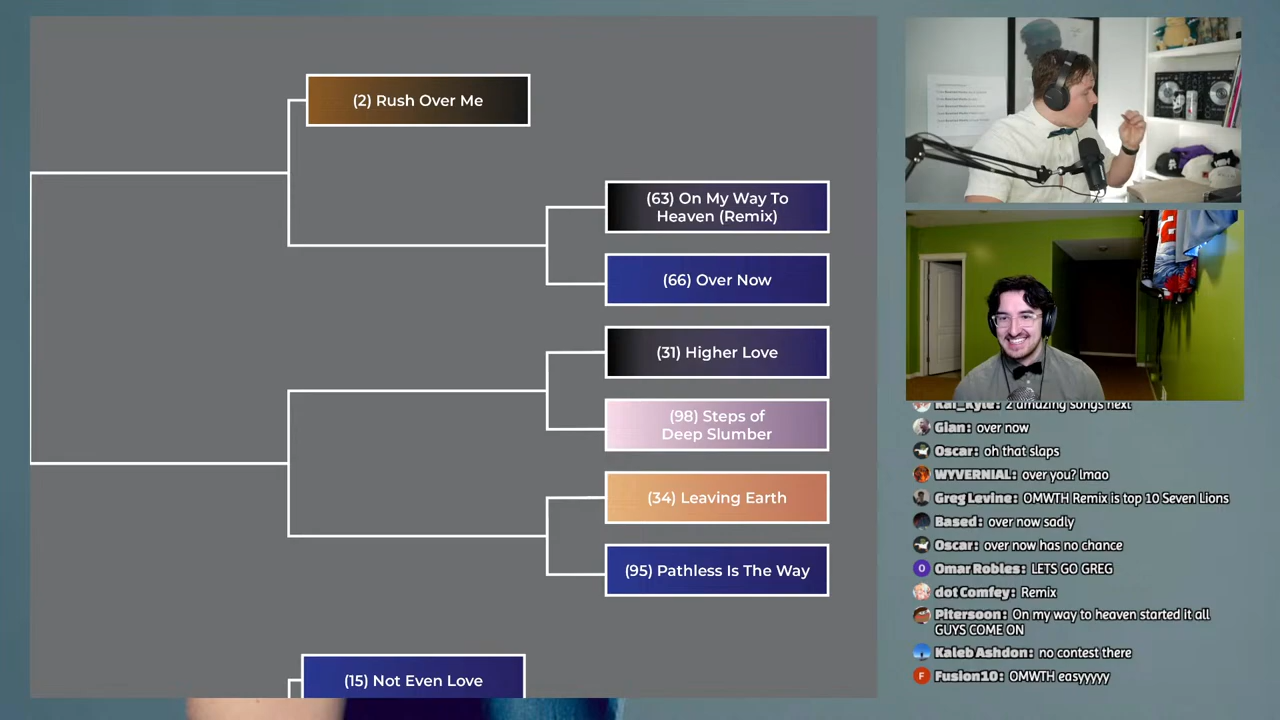 (2) Rush Over Me
(63) On My Way To
Heaven (Remix)
(66) Over Now
(31) Higher Love
(98) Steps of
Deep Slumber
(34) Leaving Earth
(95) Pathless Is The Way
(15) Not Even Love
Kai_Kyle: 2 amazing songs next
Gian: over now
Oscar: oh that slaps
WYVERNIAL: over you? lmao
Greg Levine: OMWTH Remix is top 10 Seven Lions
Based: over now sadly
Oscar: over now has no chance
O Omar Robles: LETS GO GREG
dot Comfey: Remix
Pitersoon: On my way to heaven started it all
GUYS COME ON
Kaleb Ashdon: no contest there
F Fusion10: OMWTH easyyyyy